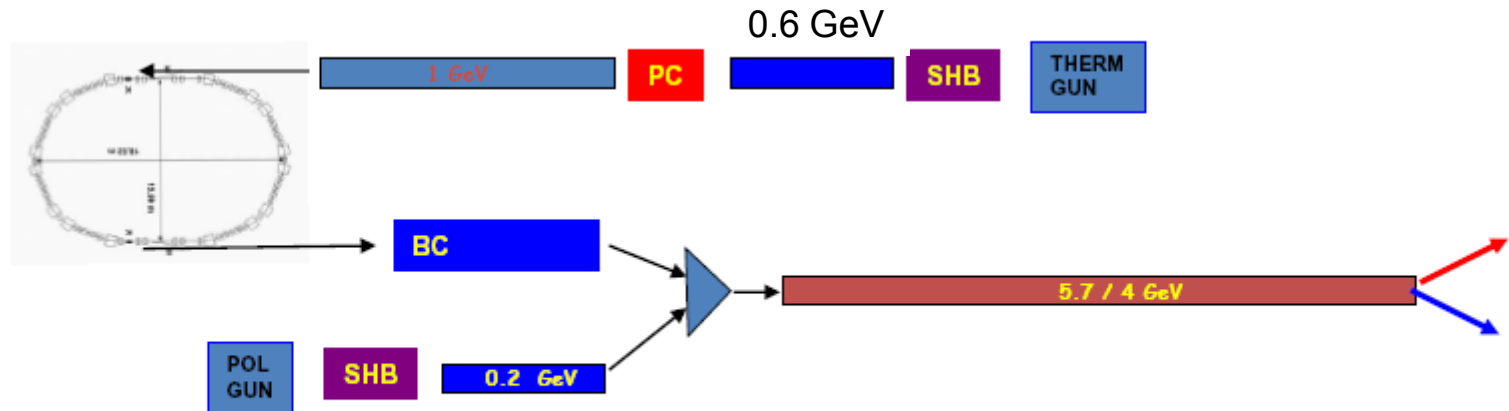 0.6 GeV
1 GeV
PC
SHB
THERM
GUN
BC
5.7 / 4 GeV
POL
GUN
SHB
0.2 GeV